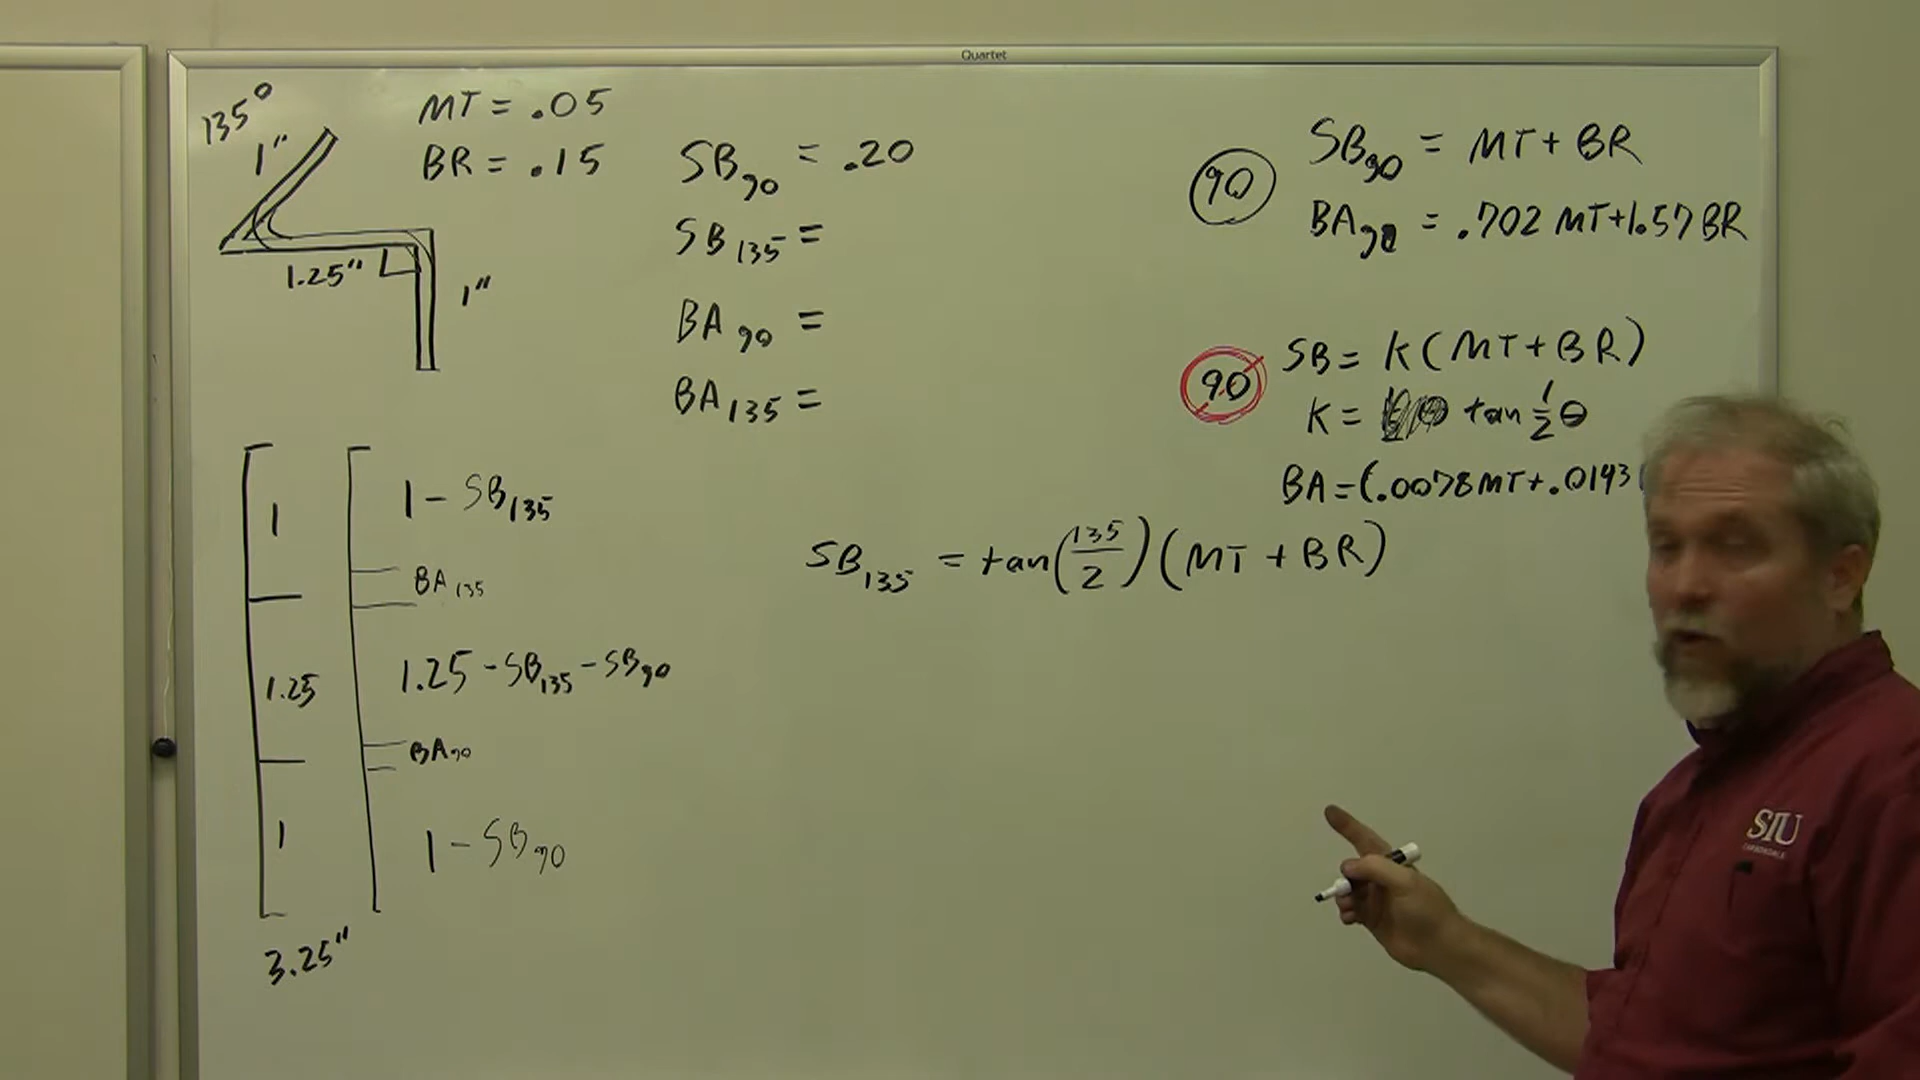 Quartet
135°
1"
1.25"
1"
MT = .05
BR = .15
SB90 = .20
SB135 =
BA90 =
BA135 =
90
SB90 = MT + BR
BA90 = .702 MT + 1.57 BR
90
SB = K (MT + BR)
K = tan 1/2 θ
BA = (.0078 MT + .0143
1
1.25
1
3.25"
1 - SB135
BA135
1.25 - SB135 - SB90
BA90
1 - SB90
SB135 = tan(135/2)(MT + BR)
SIU
CARBONDALE